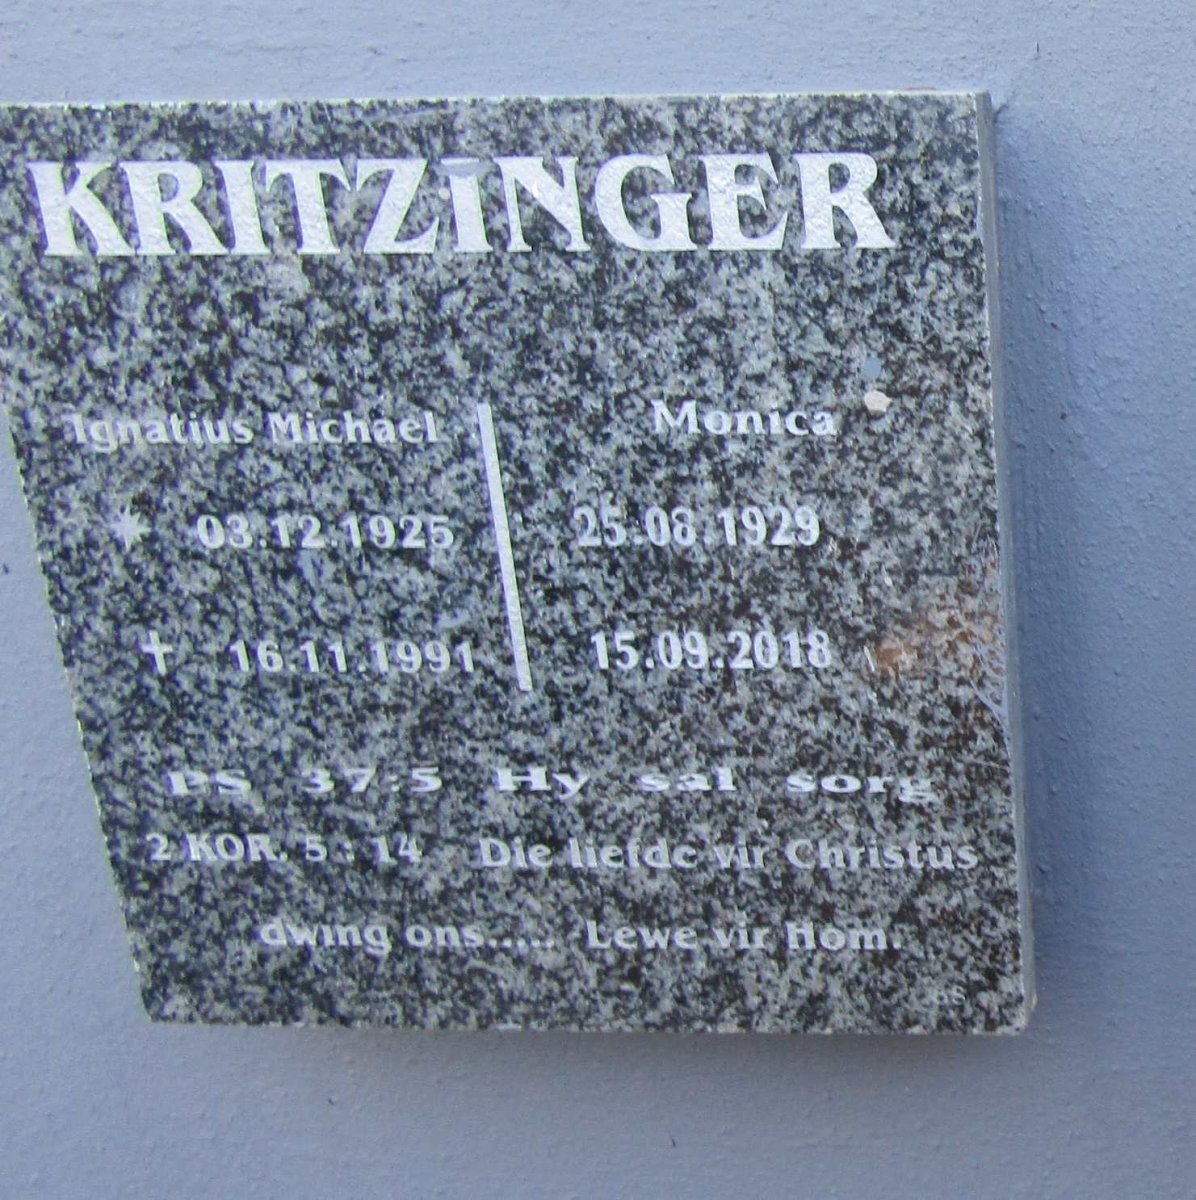 KRITZINGER
Ignatius Michael Monica
* 03.12.1925 25.08.1929
† 16.11.1991 15.09.2018
PS 37:5 Hy sal sorg
2 KOR. 5 : 14 Die liefde vir Christus
dwing ons...... Lewe vir Hom.